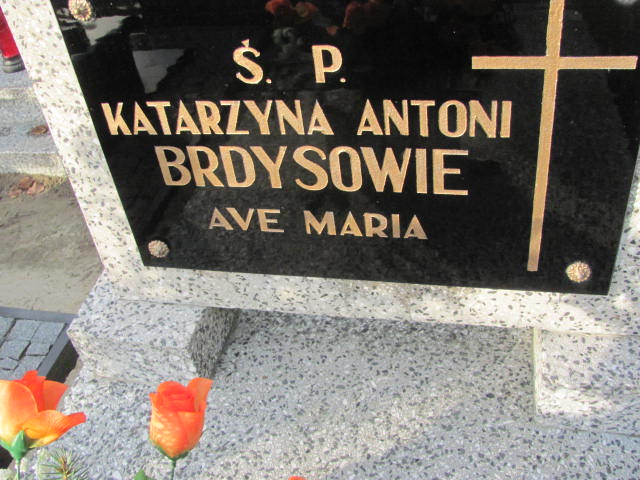 Ś. P.
KATARZYNA ANTONI
BRDYSOWIE
AVE MARIA